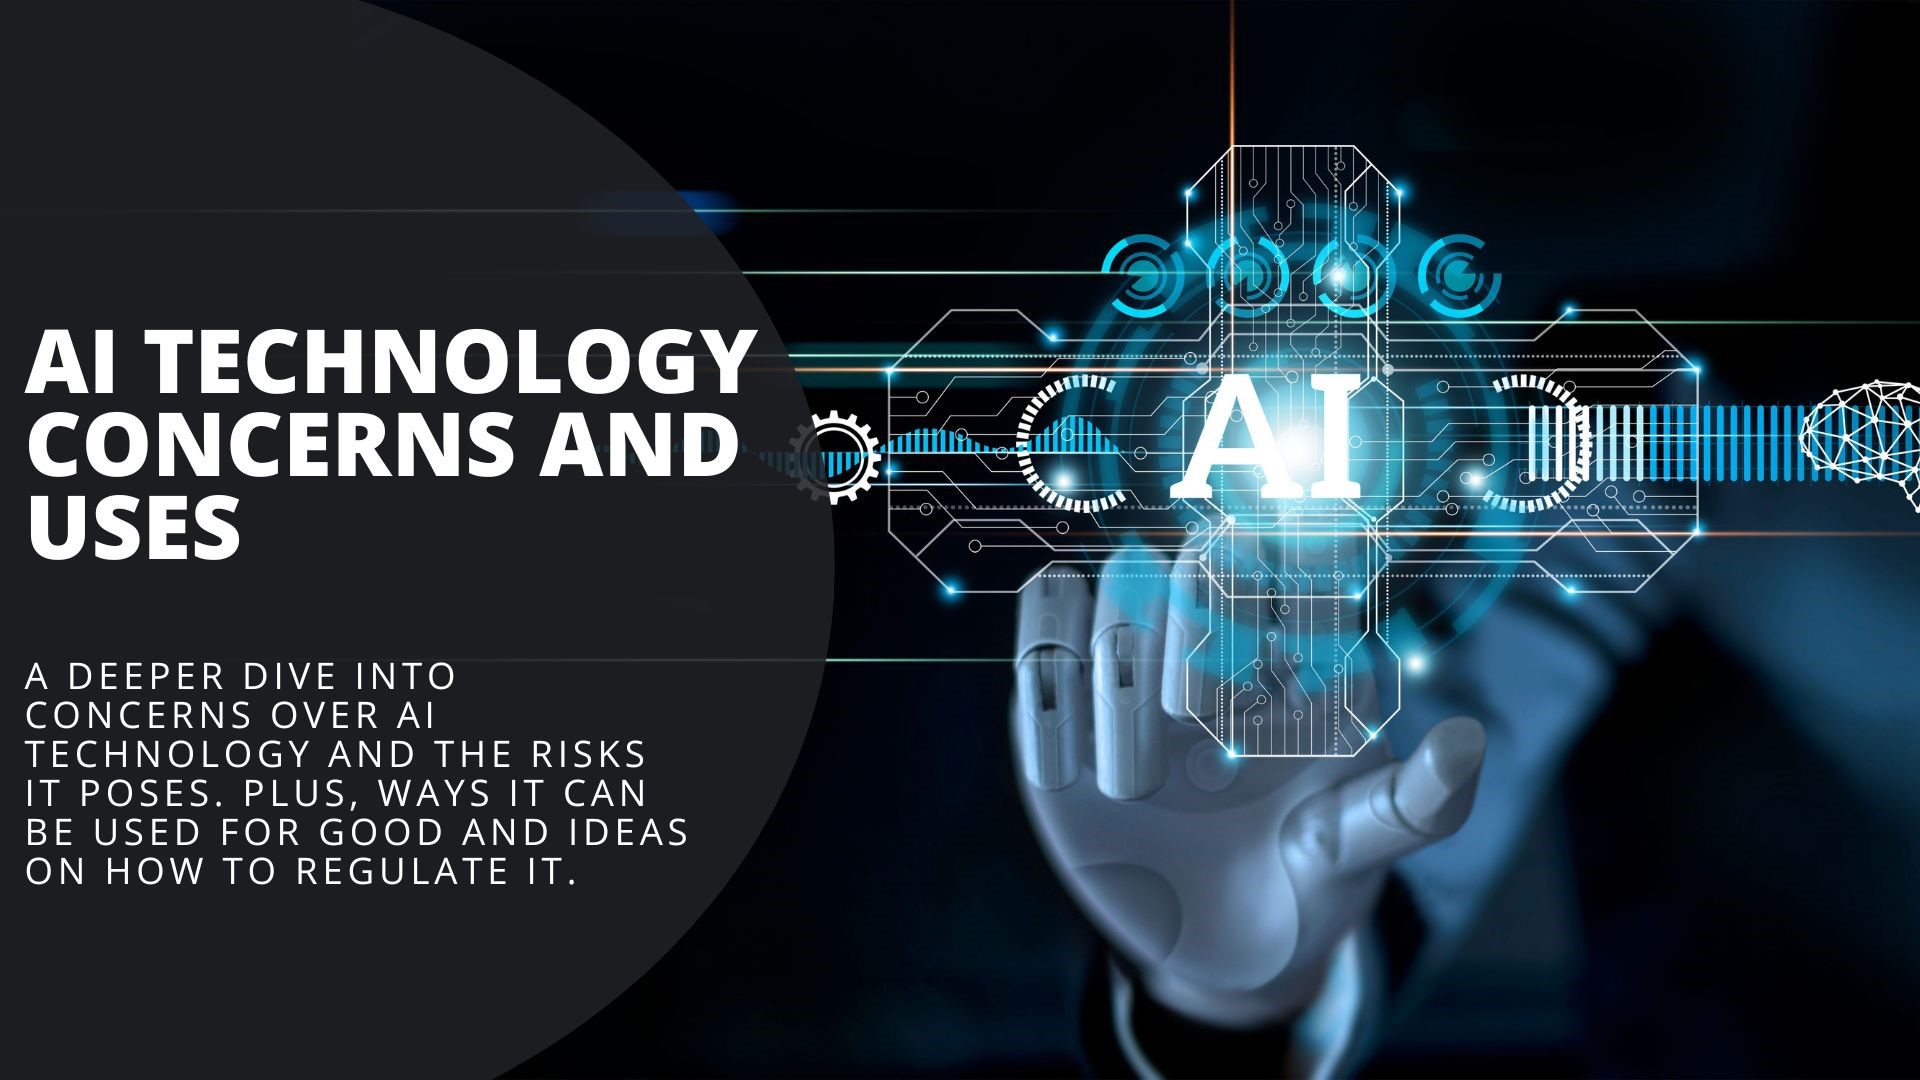 AI TECHNOLOGY
CONCERNS AND
USES
A DEEPER DIVE INTO
CONCERNS OVER AI
TECHNOLOGY AND THE RISKS
IT POSES. PLUS, WAYS IT CAN
BE USED FOR GOOD AND IDEAS
ON HOW TO REGULATE IT.
AI